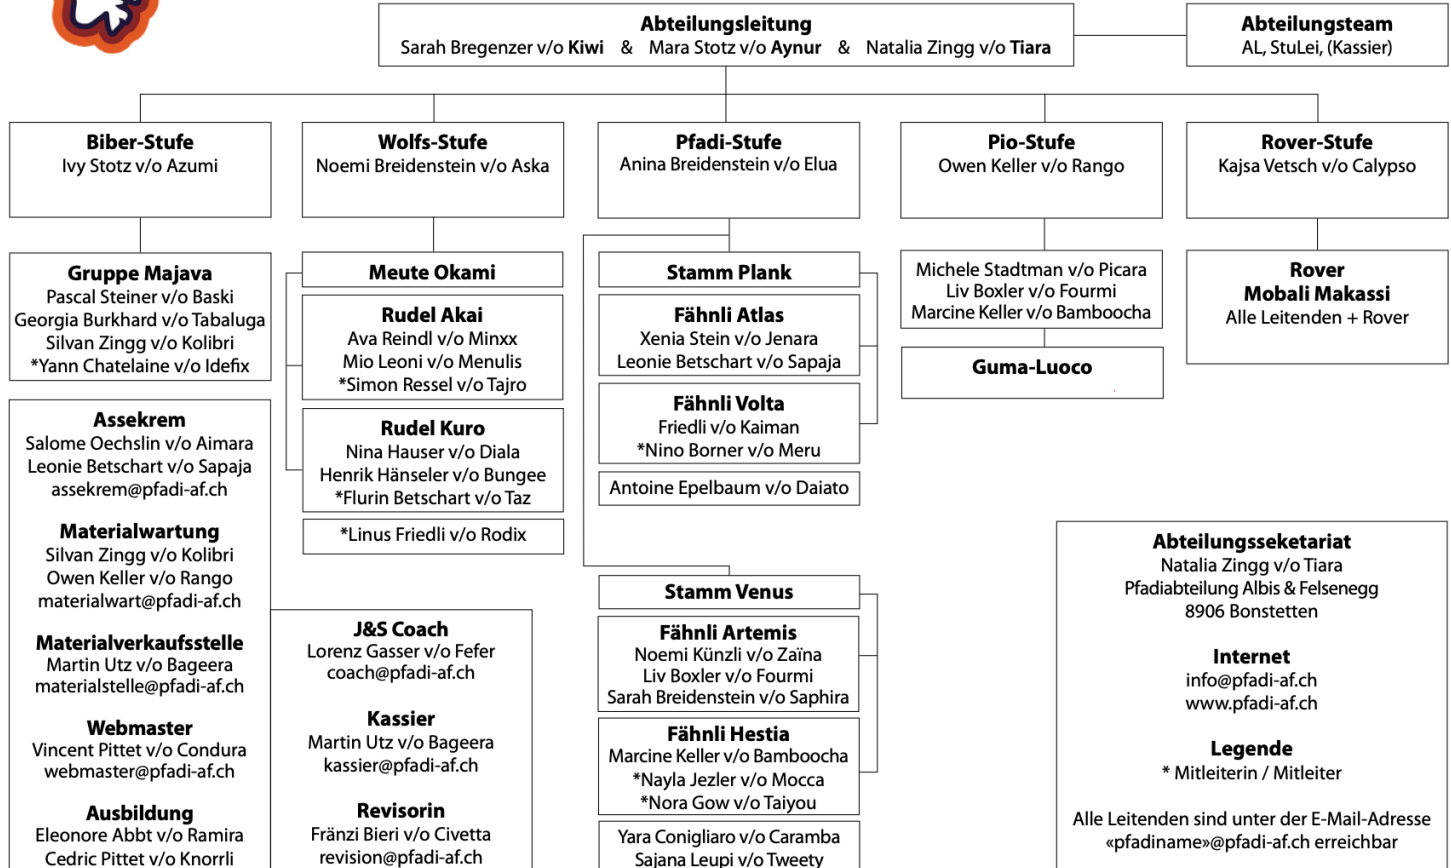 Abteilungsleitung
Sarah Bregenzer v/o Kiwi & Mara Stotz v/o Aynur & Natalia Zingg v/o Tiara
Abteilungsteam
AL, StuLei, (Kassier)
Biber-Stufe
Ivy Stotz v/o Azumi
Wolfs-Stufe
Noemi Breidenstein v/o Aska
Pfadi-Stufe
Anina Breidenstein v/o Elua
Pio-Stufe
Owen Keller v/o Rango
Rover-Stufe
Kajsa Vetsch v/o Calypso
Gruppe Majava
Pascal Steiner v/o Baski
Georgia Burkhard v/o Tabaluga
Silvan Zingg v/o Kolibri
*Yann Chatelaine v/o Idefix
Meute Okami
Rudel Akai
Ava Reindl v/o Minxx
Mio Leoni v/o Menulis
*Simon Ressel v/o Tajro
Rudel Kuro
Nina Hauser v/o Diala
Henrik Hänseler v/o Bungee
*Flurin Betschart v/o Taz
*Linus Friedli v/o Rodix
Stamm Plank
Fähnli Atlas
Xenia Stein v/o Jenara
Leonie Betschart v/o Sapaja
Fähnli Volta
Friedli v/o Kaiman
*Nino Borner v/o Meru
Antoine Epelbaum v/o Daiato
Stamm Venus
Fähnli Artemis
Noemi Künzli v/o Zaïna
Liv Boxler v/o Fourmi
Sarah Breidenstein v/o Saphira
Fähnli Hestia
Marcine Keller v/o Bamboocha
*Nayla Jezler v/o Mocca
*Nora Gow v/o Taiyou
Yara Conigliaro v/o Caramba
Sajana Leupi v/o Tweety
Michele Stadtman v/o Picara
Liv Boxler v/o Fourmi
Marcine Keller v/o Bamboocha
Guma-Luoco
Rover
Mobali Makassi
Alle Leitenden + Rover
Assekrem
Salome Oechslin v/o Aimara
Leonie Betschart v/o Sapaja
assekrem@pfadi-af.ch
Materialwartung
Silvan Zingg v/o Kolibri
Owen Keller v/o Rango
materialwart@pfadi-af.ch
Materialverkaufsstelle
Martin Utz v/o Bageera
materialstelle@pfadi-af.ch
Webmaster
Vincent Pittet v/o Condura
webmaster@pfadi-af.ch
Ausbildung
Eleonore Abbt v/o Ramira
Cedric Pittet v/o Knorrli
J&S Coach
Lorenz Gasser v/o Fefer
coach@pfadi-af.ch
Kassier
Martin Utz v/o Bageera
kassier@pfadi-af.ch
Revisorin
Fränzi Bieri v/o Civetta
revision@pfadi-af.ch
Abteilungsseketariat
Natalia Zingg v/o Tiara
Pfadiabteilung Albis & Felsenegg
8906 Bonstetten
Internet
info@pfadi-af.ch
www.pfadi-af.ch
Legende
* Mitleiterin / Mitleiter
Alle Leitenden sind unter der E-Mail-Adresse
«pfadiname»@pfadi-af.ch erreichbar